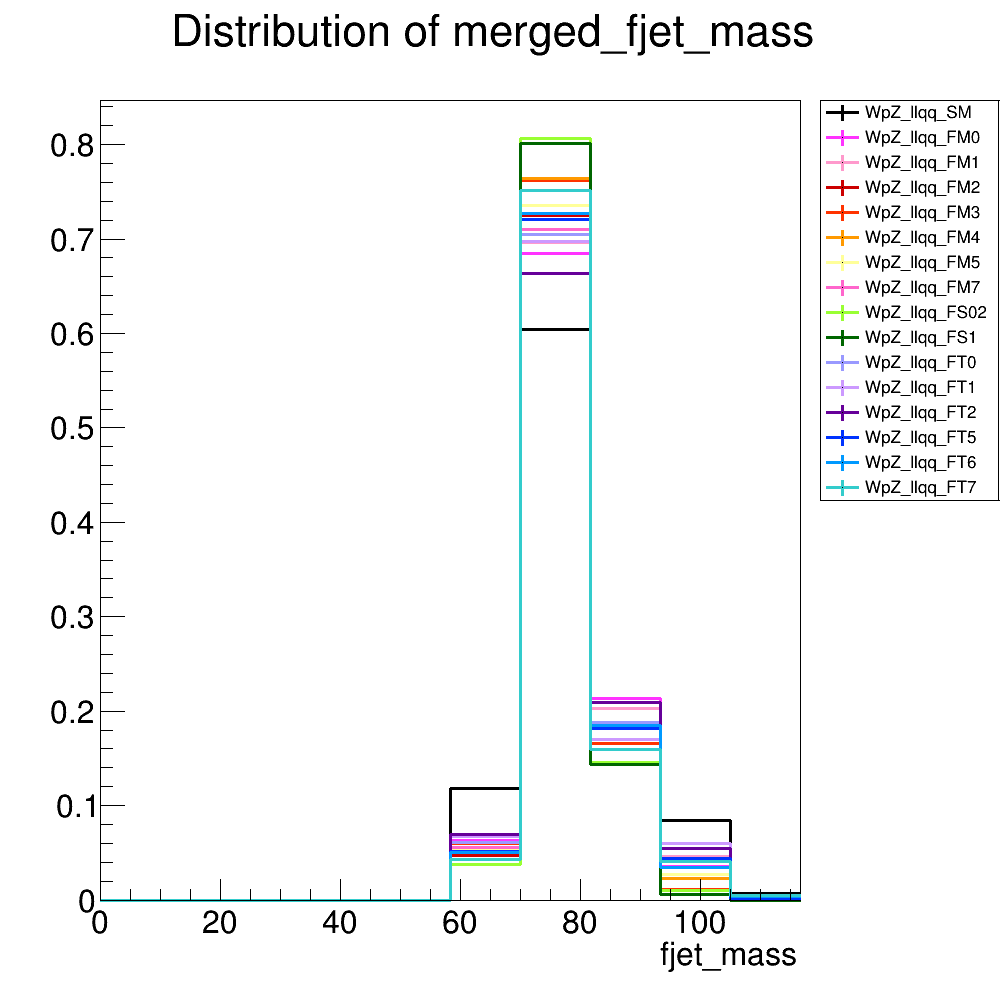 Distribution of merged_fjet_mass
WpZ_llqq_SM
WpZ_llqq_FM0
WpZ_llqq_FM1
WpZ_llqq_FM2
WpZ_llqq_FM3
WpZ_llqq_FM4
WpZ_llqq_FM5
WpZ_llqq_FM7
WpZ_llqq_FS02
WpZ_llqq_FS1
WpZ_llqq_FT0
WpZ_llqq_FT1
WpZ_llqq_FT2
WpZ_llqq_FT5
WpZ_llqq_FT6
WpZ_llqq_FT7
0.8
0.7
0.6
0.5
0.4
0.3
0.2
0.1
0
0 20 40 60 80 100
fjet_mass